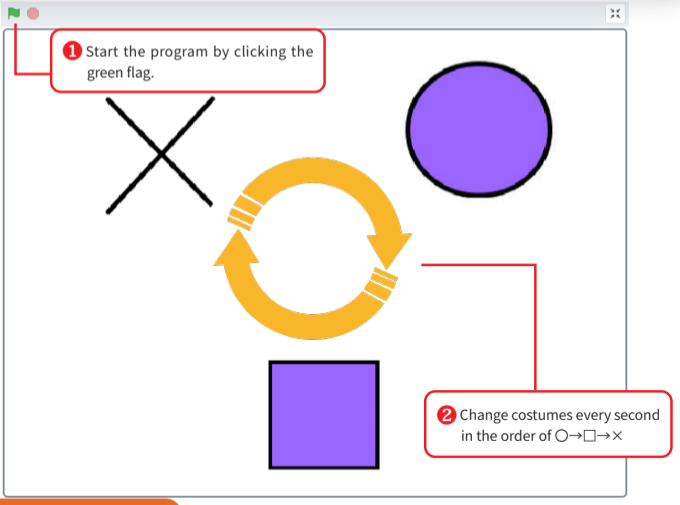 ❶ Start the program by clicking the
green flag.
❷ Change costumes every second
in the order of ○→□→×